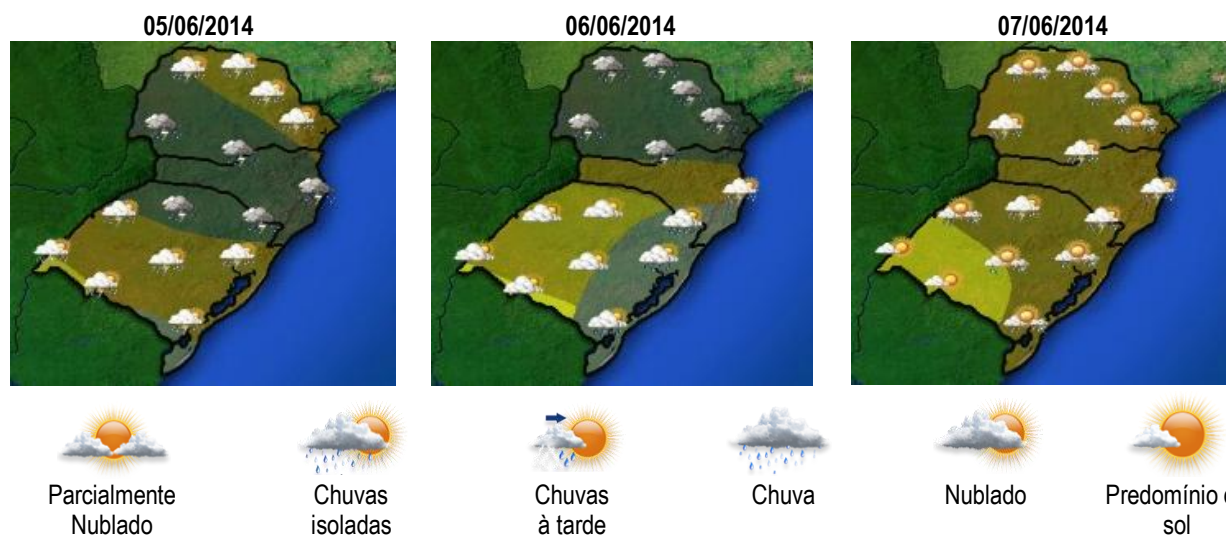 05/06/2014
06/06/2014
07/06/2014
Parcialmente
Nublado
Chuvas
isoladas
Chuvas
à tarde
Chuva
Nublado
Predomínio
sol